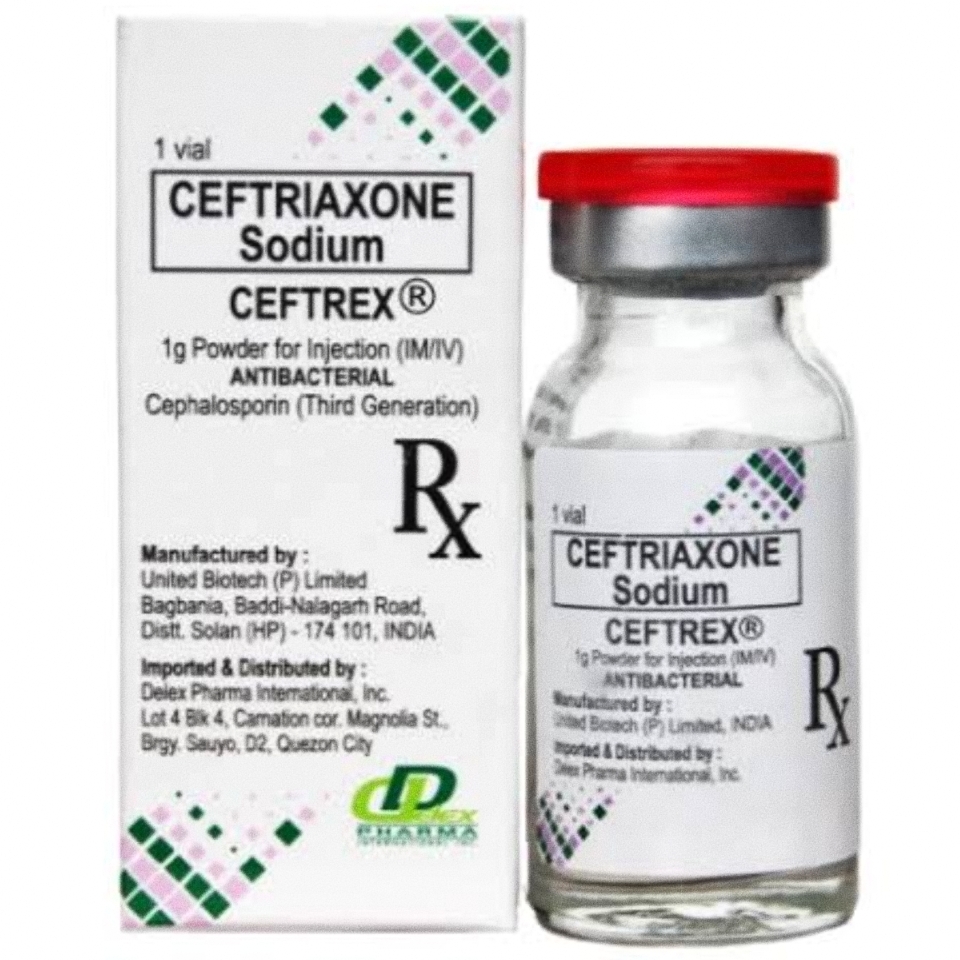 1 vial
CEFTRIAXONE
Sodium
CEFTREX®
1g Powder for Injection (IM/IV)
ANTIBACTERIAL
Cephalosporin (Third Generation)
Rx
Manufactured by :
United Biotech (P) Limited
Bagbania, Baddi-Nalagarh Road,
Distt. Solan (HP) - 174 101, INDIA
Imported & Distributed by :
Delex Pharma International, Inc.
Lot 4 Blk 4, Carnation cor. Magnolia St.,
Brgy. Sauyo, D2, Quezon City
Delex
PHARMA
INTERNATIONAL INC.
1 vial
CEFTRIAXONE
Sodium
CEFTREX®
1g Powder for Injection (IM/IV)
ANTIBACTERIAL
Rx
Manufactured by :
United Biotech (P) Limited, INDIA
Imported & Distributed by :
Delex Pharma International, Inc.